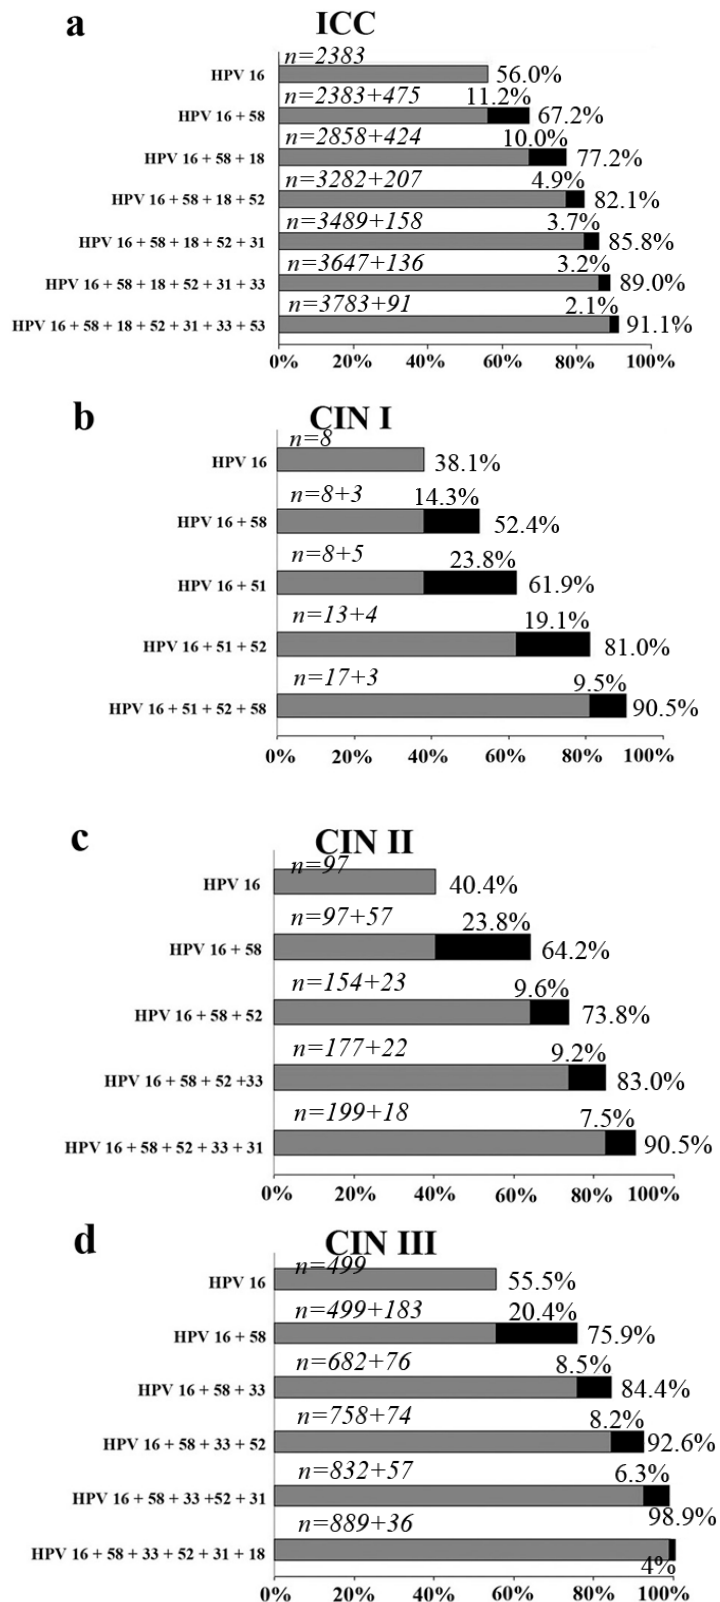 a ICC
n=2383
HPV 16 56.0%
n=2383+475 11.2%
HPV 16 + 58 67.2%
n=2858+424 10.0%
HPV 16 + 58 + 18 77.2%
n=3282+207 4.9%
HPV 16 + 58 + 18 + 52 82.1%
n=3489+158 3.7%
HPV 16 + 58 + 18 + 52 + 31 85.8%
n=3647+136 3.2%
HPV 16 + 58 + 18 + 52 + 31 + 33 89.0%
n=3783+91 2.1%
HPV 16 + 58 + 18 + 52 + 31 + 33 + 53 91.1%
0% 20% 40% 60% 80% 100%
b CIN I
n=8
HPV 16 38.1%
n=8+3 14.3%
HPV 16 + 58 52.4%
n=8+5 23.8%
HPV 16 + 51 61.9%
n=13+4 19.1%
HPV 16 + 51 + 52 81.0%
n=17+3 9.5%
HPV 16 + 51 + 52 + 58 90.5%
0% 20% 40% 60% 80% 100%
c CIN II
n=97
HPV 16 40.4%
n=97+57 23.8%
HPV 16 + 58 64.2%
n=154+23 9.6%
HPV 16 + 58 + 52 73.8%
n=177+22 9.2%
HPV 16 + 58 + 52 +33 83.0%
n=199+18 7.5%
HPV 16 + 58 + 52 + 33 + 31 90.5%
0% 20% 40% 60% 80% 100%
d CIN III
n=499
HPV 16 55.5%
n=499+183 20.4%
HPV 16 + 58 75.9%
n=682+76 8.5%
HPV 16 + 58 + 33 84.4%
n=758+74 8.2%
HPV 16 + 58 + 33 + 52 92.6%
n=832+57 6.3%
HPV 16 + 58 + 33 +52 + 31 98.9%
n=889+36
HPV 16 + 58 + 33 + 52 + 31 + 18 4%
0% 20% 40% 60% 80% 100%